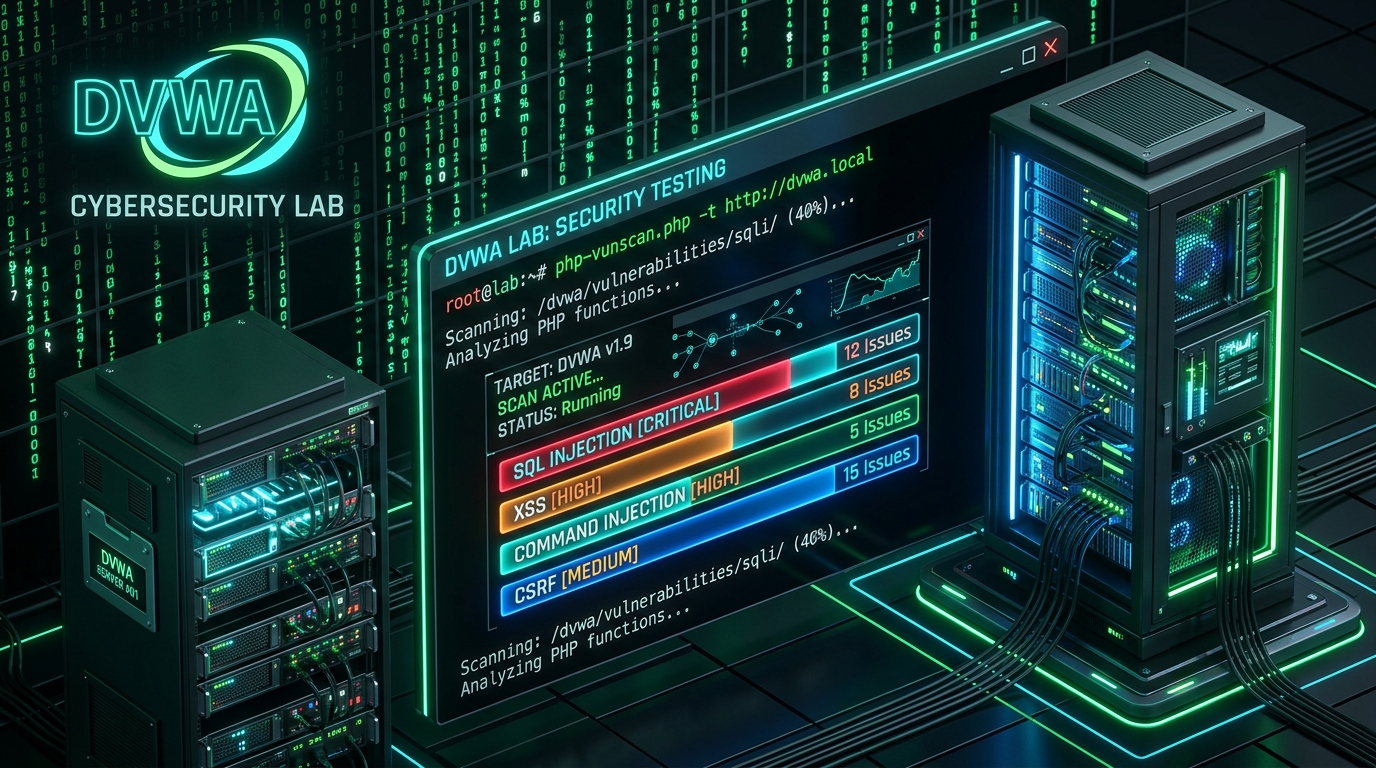 DVWA
CYBERSECURITY LAB
DVWA LAB: SECURITY TESTING
root@lab:~# php-vunscan.php -t http://dvwa.local
Scanning: /dvwa/vulnerabilities/sqli/ (40%)...
Analyzing PHP functions...
TARGET: DVWA v1.9
SCAN ACTIVE...
STATUS: Running
SQL INJECTION [CRITICAL] 12 Issues
XSS [HIGH] 8 Issues
COMMAND INJECTION [HIGH] 5 Issues
CSRF [MEDIUM] 15 Issues
Scanning: /dvwa/vulnerabilities/sqli/ (40%)...
Analyzing PHP functions...
DVWA